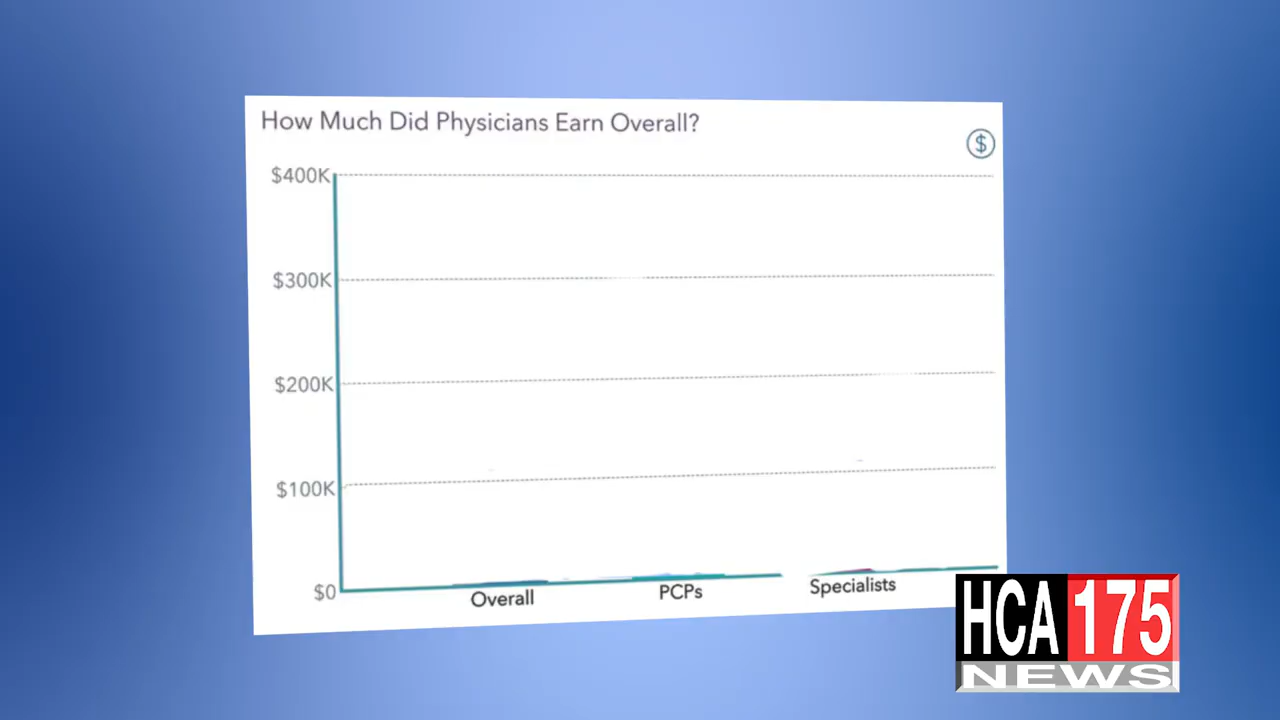 How Much Did Physicians Earn Overall?
$
$400K
$300K
$200K
$100K
$0
Overall
PCPs
Specialists
HCA 175
NEWS